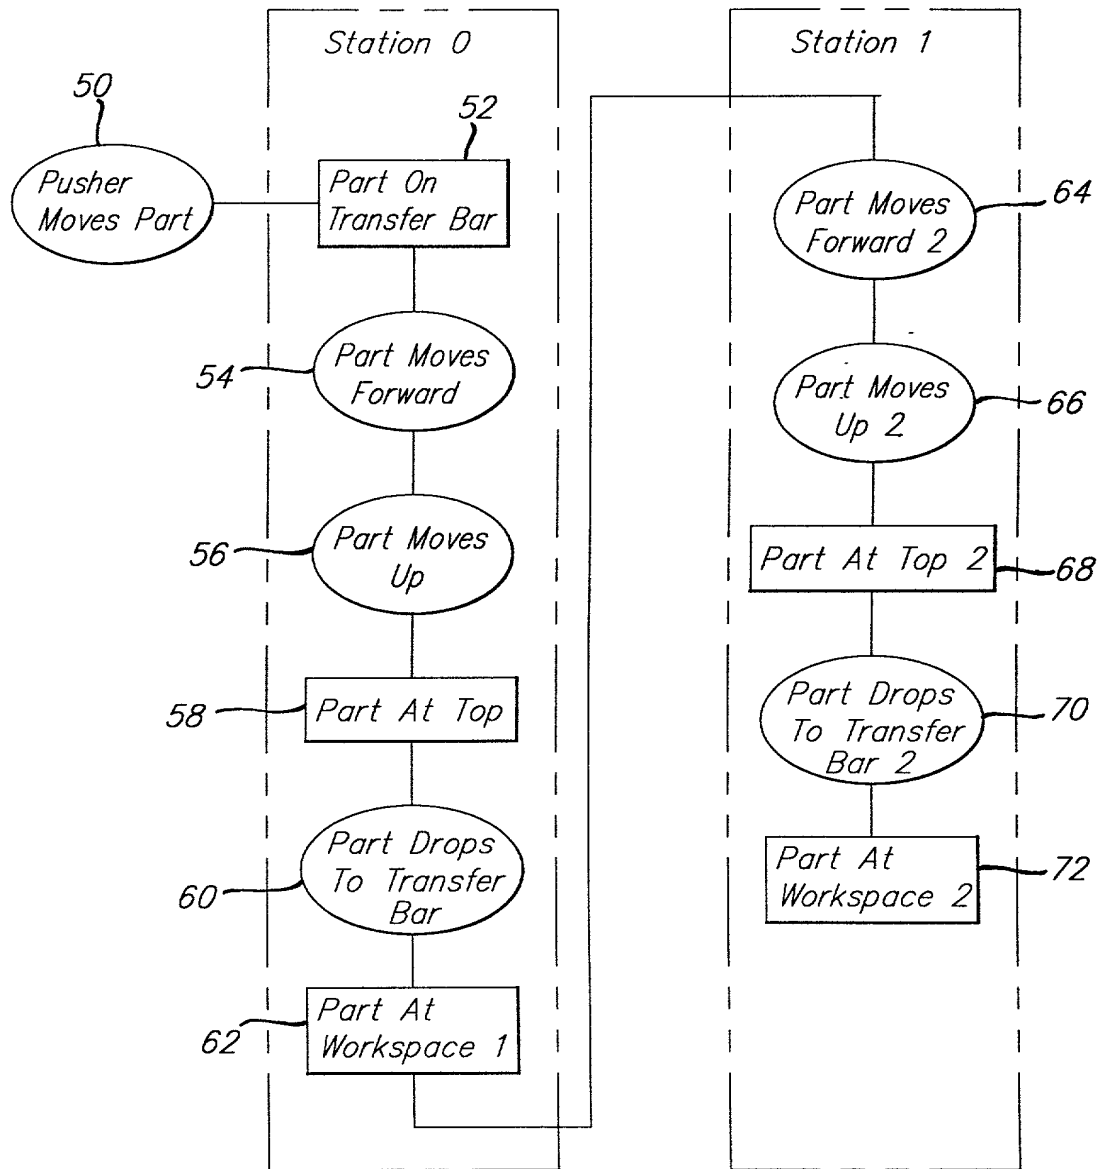 Station 0
50
Pusher
Moves Part
52
Part On
Transfer Bar
54
Part Moves
Forward
56
Part Moves
Up
58
Part At Top
60
Part Drops
To Transfer
Bar
62
Part At
Workspace 1
Station 1
64
Part Moves
Forward 2
66
Part Moves
Up 2
68
Part At Top 2
70
Part Drops
To Transfer
Bar 2
72
Part At
Workspace 2